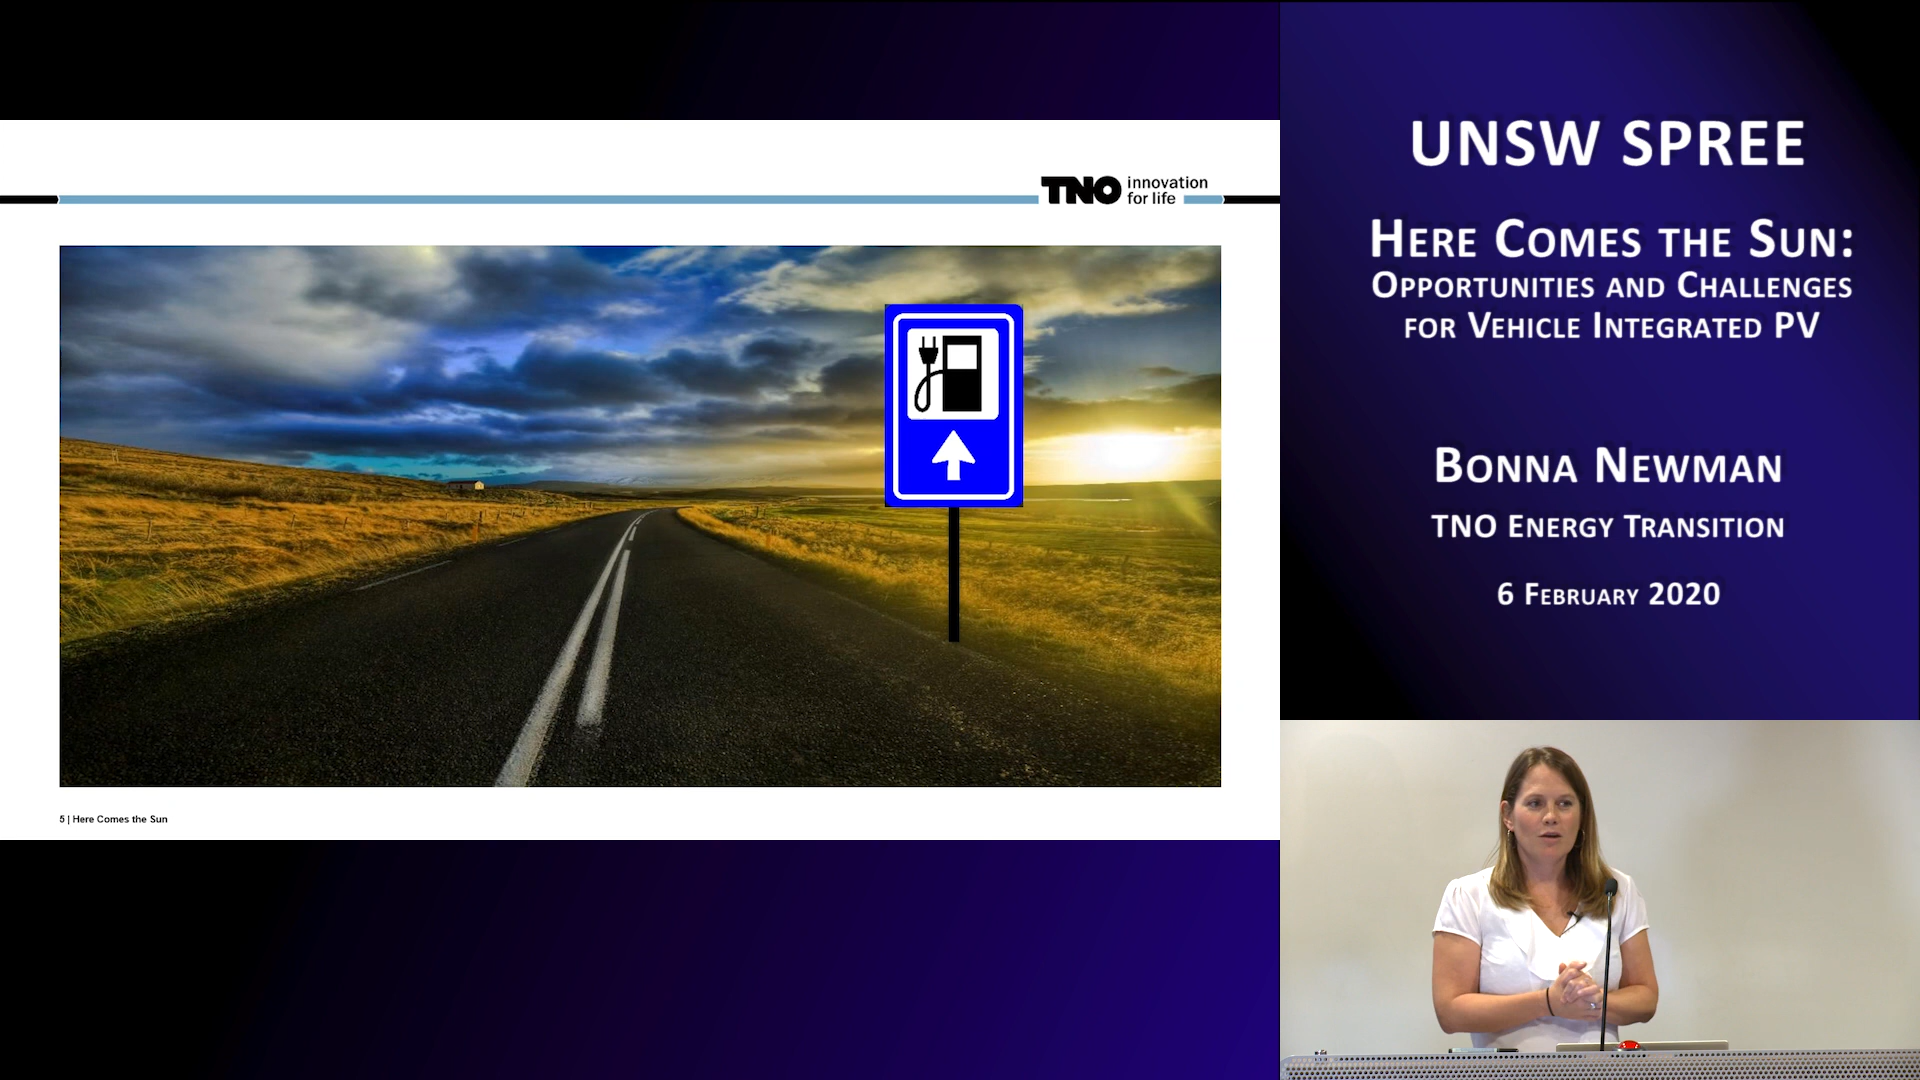 TNO innovation
for life
5 | Here Comes the Sun
UNSW SPREE
HERE COMES THE SUN:
OPPORTUNITIES AND CHALLENGES
FOR VEHICLE INTEGRATED PV
BONNA NEWMAN
TNO ENERGY TRANSITION
6 FEBRUARY 2020